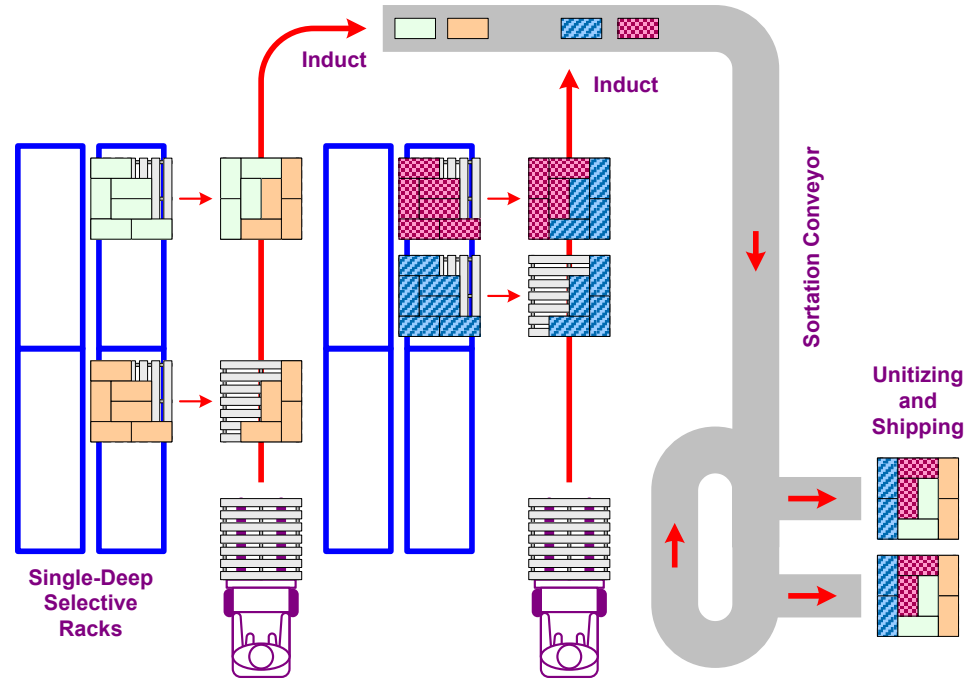 Induct
Induct
Sortation Conveyor
Unitizing
and
Shipping
Single-Deep
Selective
Racks